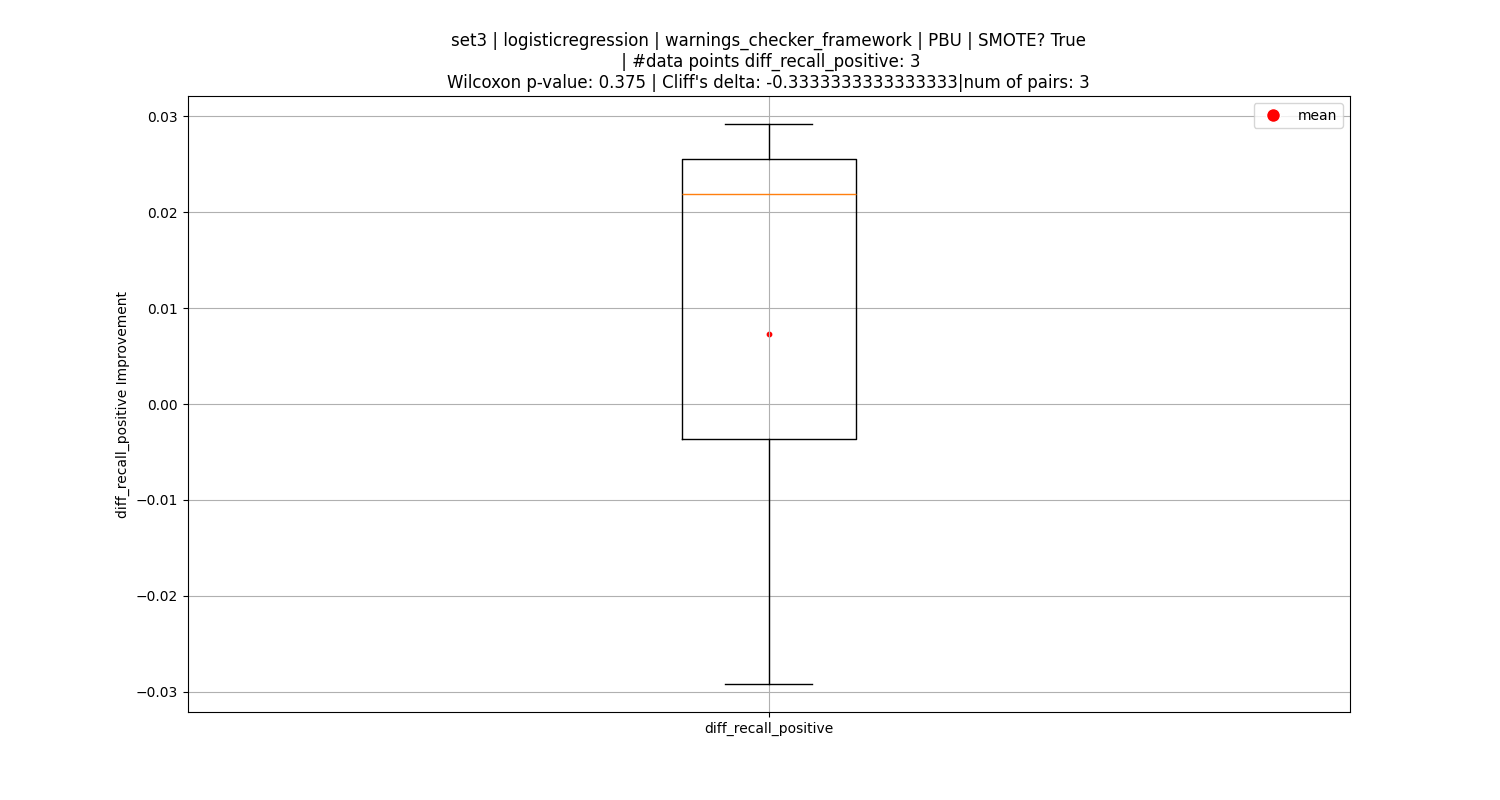 set3 | logisticregression | warnings_checker_framework | PBU | SMOTE? True
| #data points diff_recall_positive: 3
Wilcoxon p-value: 0.375 | Cliff's delta: -0.3333333333333333|num of pairs: 3
mean
0.03
0.02
0.01
0.00
−0.01
−0.02
−0.03
diff_recall_positive Improvement
diff_recall_positive